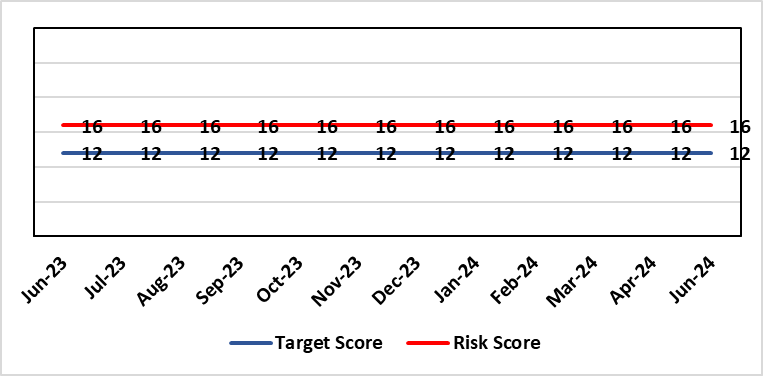 16 16 16 16 16 16 16 16 16 16 16 16
12 12 12 12 12 12 12 12 12 12 12 12
Jun-23 Jul-23 Aug-23 Sep-23 Oct-23 Nov-23 Dec-23 Jan-24 Feb-24 Mar-24 Apr-24 Jun-24
Target Score Risk Score